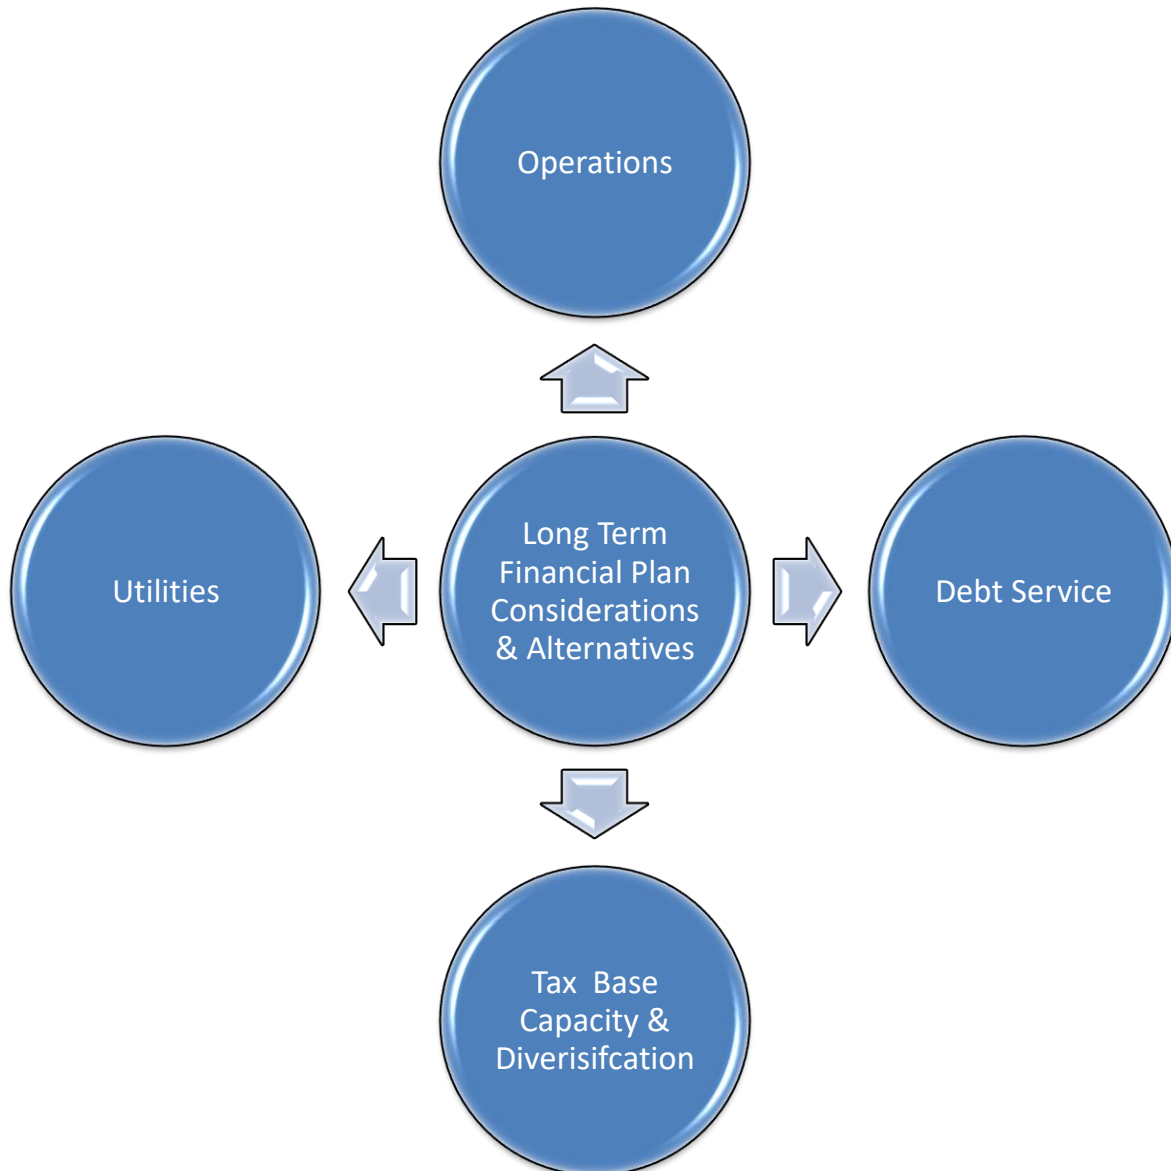 Operations
Utilities
Long Term
Financial Plan
Considerations
& Alternatives
Debt Service
Tax  Base
Capacity &
Diverisifcation